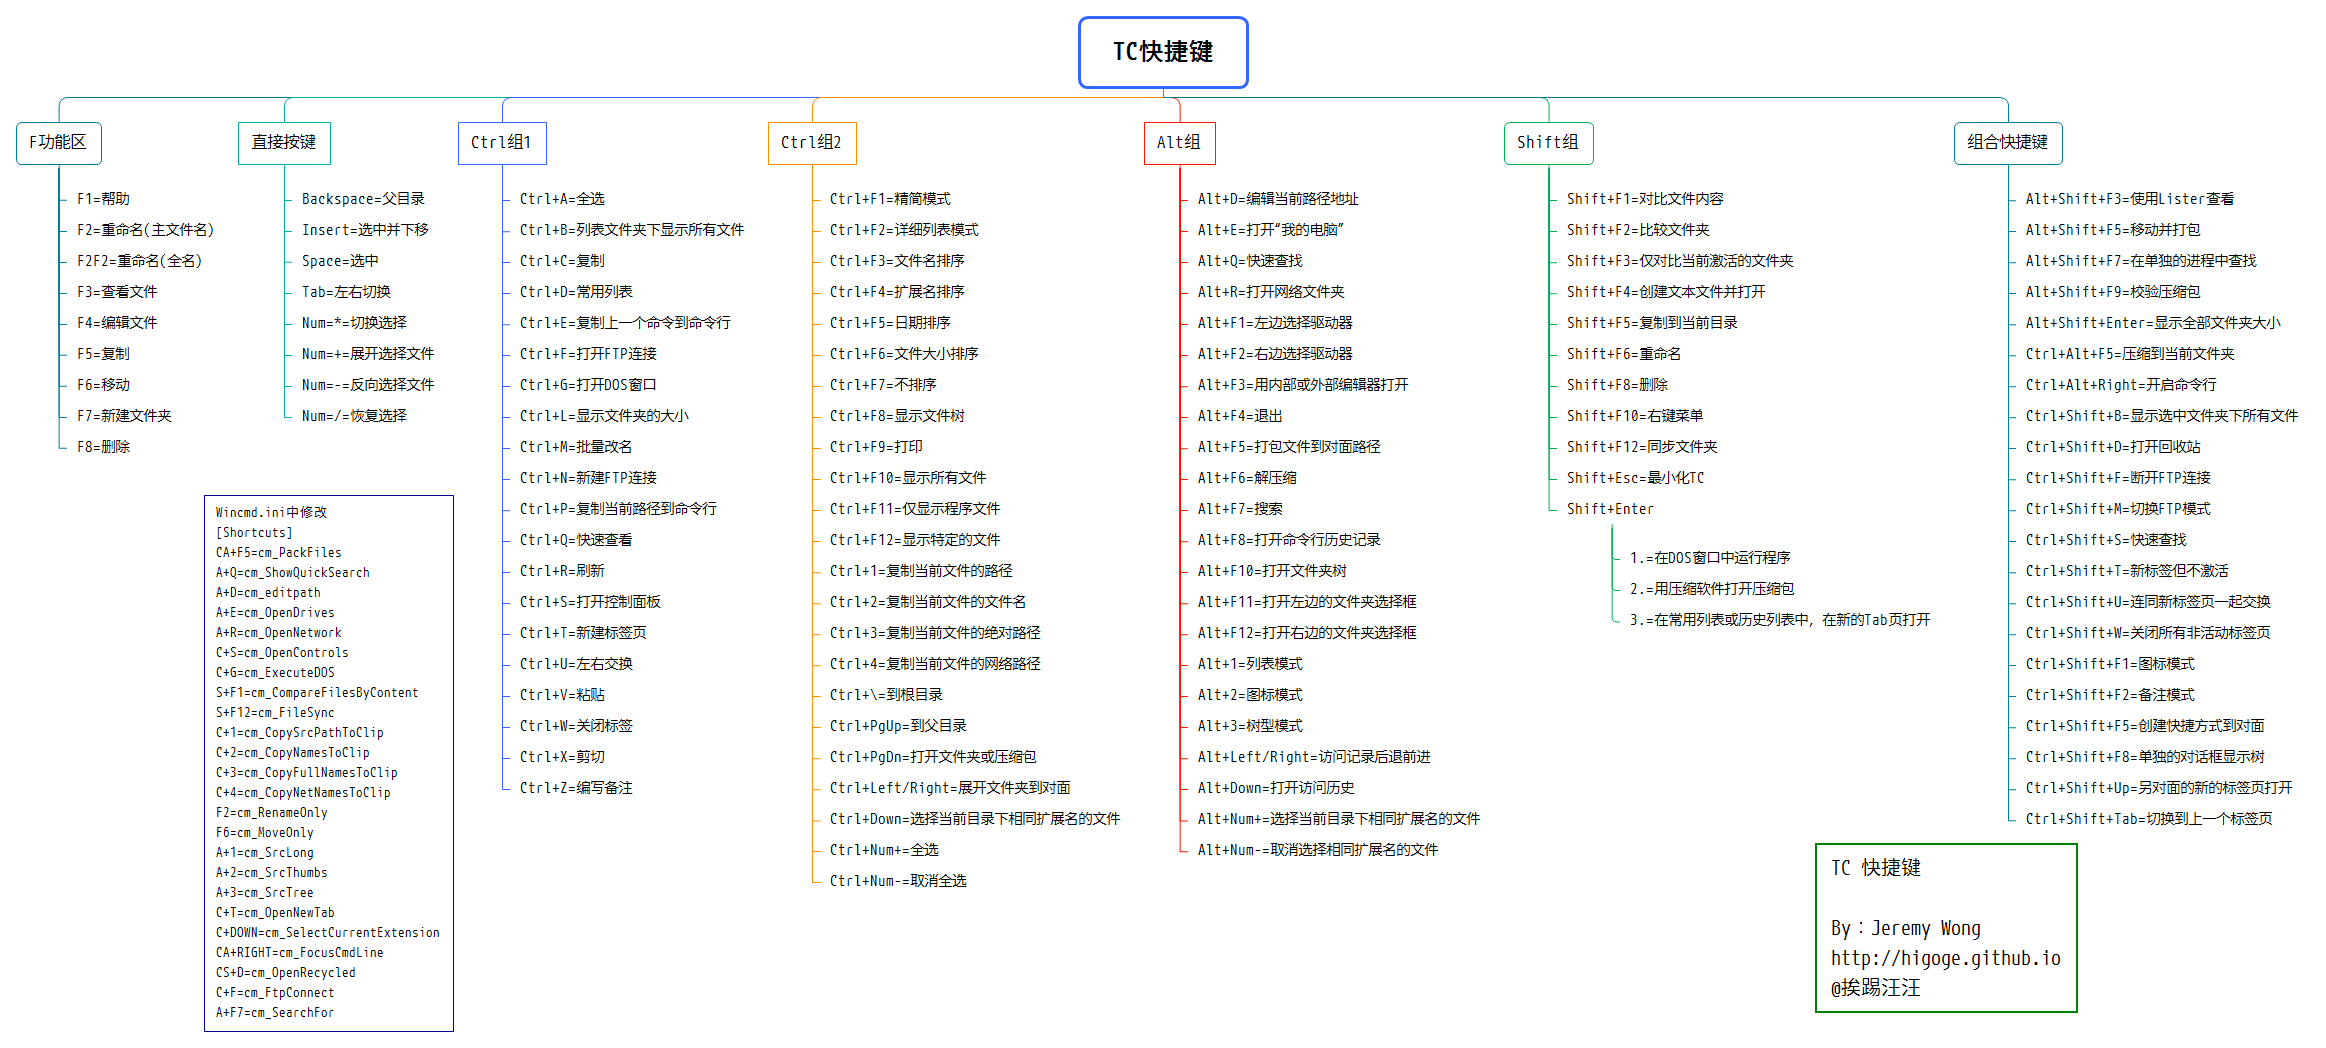 TC快捷键
F功能区
F1=帮助
F2=重命名(主文件名)
F2F2=重命名(全名)
F3=查看文件
F4=编辑文件
F5=复制
F6=移动
F7=新建文件夹
F8=删除
直接按键
Backspace=父目录
Insert=选中并下移
Space=选中
Tab=左右切换
Num=*=切换选择
Num=+=展开选择文件
Num=-=反向选择文件
Num=/=恢复选择
Wincmd.ini中修改
[Shortcuts]
CA+F5=cm_PackFiles
A+Q=cm_ShowQuickSearch
A+D=cm_editpath
A+E=cm_OpenDrives
A+R=cm_OpenNetwork
C+S=cm_OpenControls
C+G=cm_ExecuteDOS
S+F1=cm_CompareFilesByContent
S+F12=cm_FileSync
C+1=cm_CopySrcPathToClip
C+2=cm_CopyNamesToClip
C+3=cm_CopyFullNamesToClip
C+4=cm_CopyNetNamesToClip
F2=cm_RenameOnly
F6=cm_MoveOnly
A+1=cm_SrcLong
A+2=cm_SrcThumbs
A+3=cm_SrcTree
C+T=cm_OpenNewTab
C+DOWN=cm_SelectCurrentExtension
CA+RIGHT=cm_FocusCmdLine
CS+D=cm_OpenRecycled
C+F=cm_FtpConnect
A+F7=cm_SearchFor
Ctrl组1
Ctrl+A=全选
Ctrl+B=列表文件夹下显示所有文件
Ctrl+C=复制
Ctrl+D=常用列表
Ctrl+E=复制上一个命令到命令行
Ctrl+F=打开FTP连接
Ctrl+G=打开DOS窗口
Ctrl+L=显示文件夹的大小
Ctrl+M=批量改名
Ctrl+N=新建FTP连接
Ctrl+P=复制当前路径到命令行
Ctrl+Q=快速查看
Ctrl+R=刷新
Ctrl+S=打开控制面板
Ctrl+T=新建标签页
Ctrl+U=左右交换
Ctrl+V=粘贴
Ctrl+W=关闭标签
Ctrl+X=剪切
Ctrl+Z=编写备注
Ctrl组2
Ctrl+F1=精简模式
Ctrl+F2=详细列表模式
Ctrl+F3=文件名排序
Ctrl+F4=扩展名排序
Ctrl+F5=日期排序
Ctrl+F6=文件大小排序
Ctrl+F7=不排序
Ctrl+F8=显示文件树
Ctrl+F9=打印
Ctrl+F10=显示所有文件
Ctrl+F11=仅显示程序文件
Ctrl+F12=显示特定的文件
Ctrl+1=复制当前文件的路径
Ctrl+2=复制当前文件的文件名
Ctrl+3=复制当前文件的绝对路径
Ctrl+4=复制当前文件的网络路径
Ctrl+\=到根目录
Ctrl+PgUp=到父目录
Ctrl+PgDn=打开文件夹或压缩包
Ctrl+Left/Right=展开文件夹到对面
Ctrl+Down=选择当前目录下相同扩展名的文件
Ctrl+Num+=全选
Ctrl+Num-=取消全选
Alt组
Alt+D=编辑当前路径地址
Alt+E=打开“我的电脑”
Alt+Q=快速查找
Alt+R=打开网络文件夹
Alt+F1=左边选择驱动器
Alt+F2=右边选择驱动器
Alt+F3=用内部或外部编辑器打开
Alt+F4=退出
Alt+F5=打包文件到对面路径
Alt+F6=解压缩
Alt+F7=搜索
Alt+F8=打开命令行历史记录
Alt+F10=打开文件夹树
Alt+F11=打开左边的文件夹选择框
Alt+F12=打开右边的文件夹选择框
Alt+1=列表模式
Alt+2=图标模式
Alt+3=树型模式
Alt+Left/Right=访问记录后退前进
Alt+Down=打开访问历史
Alt+Num+=选择当前目录下相同扩展名的文件
Alt+Num-=取消选择相同扩展名的文件
Shift组
Shift+F1=对比文件内容
Shift+F2=比较文件夹
Shift+F3=仅对比当前激活的文件夹
Shift+F4=创建文本文件并打开
Shift+F5=复制到当前目录
Shift+F6=重命名
Shift+F8=删除
Shift+F10=右键菜单
Shift+F12=同步文件夹
Shift+Esc=最小化TC
Shift+Enter
1.=在DOS窗口中运行程序
2.=用压缩软件打开压缩包
3.=在常用列表或历史列表中，在新的Tab页打开
组合快捷键
Alt+Shift+F3=使用Lister查看
Alt+Shift+F5=移动并打包
Alt+Shift+F7=在单独的进程中查找
Alt+Shift+F9=校验压缩包
Alt+Shift+Enter=显示全部文件夹大小
Ctrl+Alt+F5=压缩到当前文件夹
Ctrl+Alt+Right=开启命令行
Ctrl+Shift+B=显示选中文件夹下所有文件
Ctrl+Shift+D=打开回收站
Ctrl+Shift+F=断开FTP连接
Ctrl+Shift+M=切换FTP模式
Ctrl+Shift+S=快速查找
Ctrl+Shift+T=新标签但不激活
Ctrl+Shift+U=连同新标签页一起交换
Ctrl+Shift+W=关闭所有非活动标签页
Ctrl+Shift+F1=图标模式
Ctrl+Shift+F2=备注模式
Ctrl+Shift+F5=创建快捷方式到对面
Ctrl+Shift+F8=单独的对话框显示树
Ctrl+Shift+Up=另对面的新的标签页打开
Ctrl+Shift+Tab=切换到上一个标签页
TC 快捷键
By：Jeremy Wong
http://higoge.github.io
@挨踢汪汪